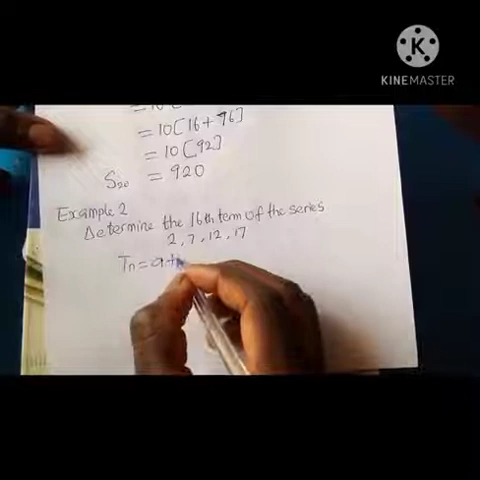 K
KINEMASTER
= 10[
= 10[16+76]
= 10[92]
S20 = 920
Example 2
Determine the 16th term of the series
2, 7, 12, 17
Tn = a+